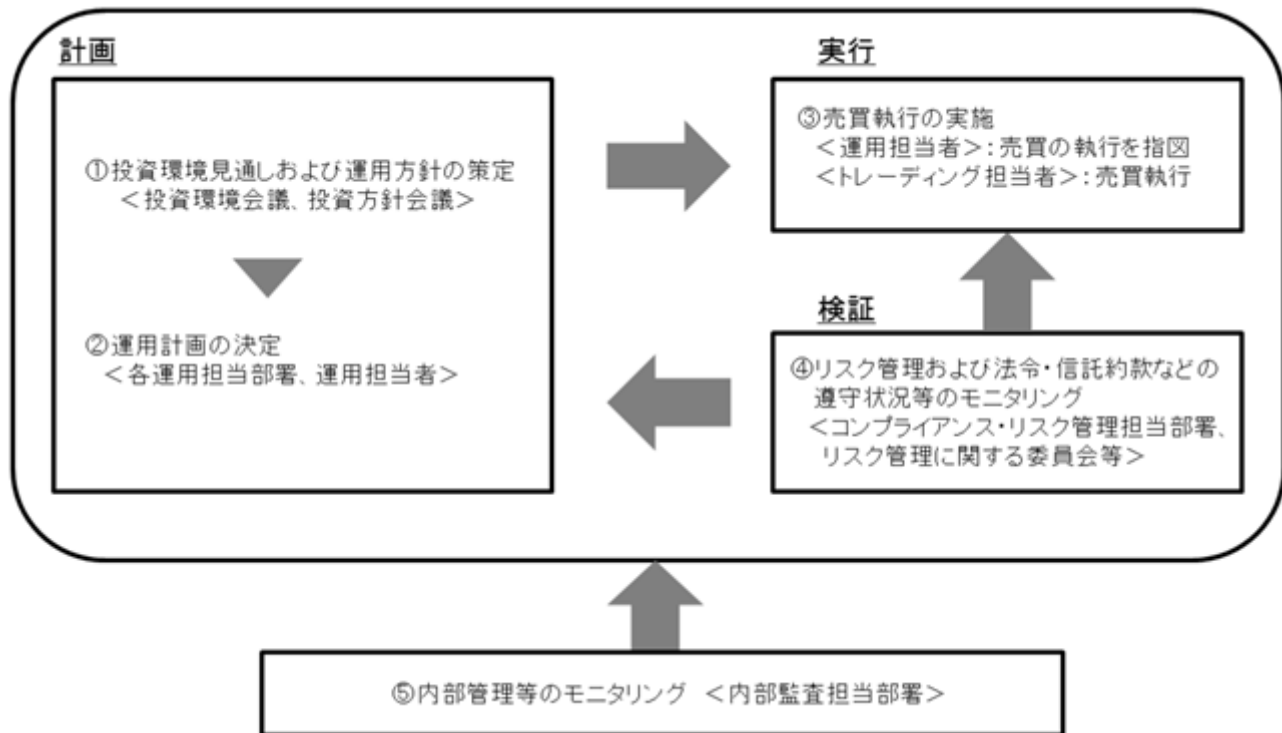 計画
①投資環境見通しおよび運用方針の策定
＜投資環境会議、投資方針会議＞
②運用計画の決定
＜各運用担当部署、運用担当者＞
実行
③売買執行の実施
＜運用担当者＞：売買の執行を指図
＜トレーディング担当者＞：売買執行
検証
④リスク管理および法令・信託約款などの
遵守状況等のモニタリング
＜コンプライアンス・リスク管理担当部署、
リスク管理に関する委員会等＞
⑤内部管理等のモニタリング ＜内部監査担当部署＞